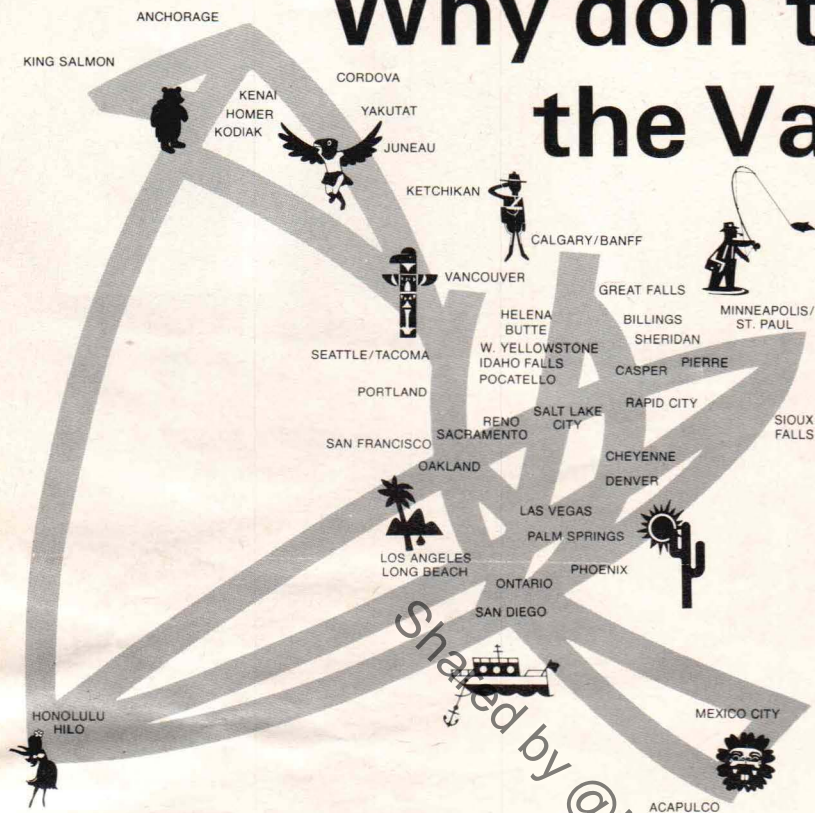 Why don't
the Va
ANCHORAGE
KING SALMON
CORDOVA
KENAI
HOMER
KODIAK
YAKUTAT
JUNEAU
KETCHIKAN
CALGARY/BANFF
VANCOUVER
GREAT FALLS
HELENA
BUTTE
BILLINGS
MINNEAPOLIS/
ST. PAUL
SHERIDAN
SEATTLE/TACOMA
W. YELLOWSTONE
IDAHO FALLS
POCATELLO
CASPER
PIERRE
PORTLAND
RAPID CITY
SALT LAKE
CITY
RENO
SACRAMENTO
SIOUX
FALLS
SAN FRANCISCO
OAKLAND
CHEYENNE
DENVER
LAS VEGAS
PALM SPRINGS
LOS ANGELES
LONG BEACH
PHOENIX
ONTARIO
SAN DIEGO
HONOLULU
HILO
MEXICO CITY
ACAPULCO
Shared by @